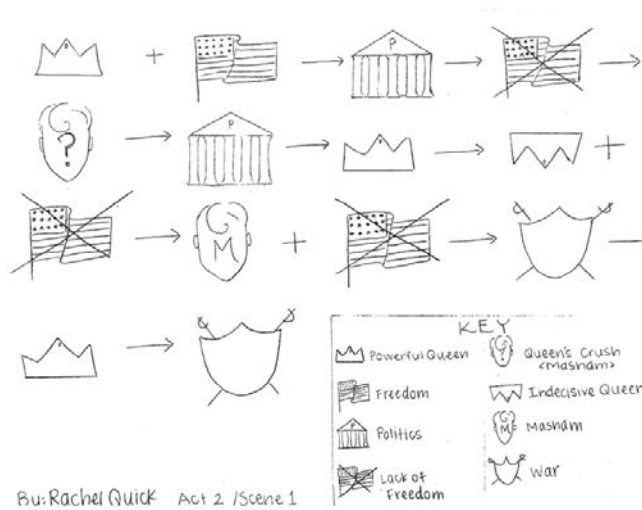 P
?
P
M
KEY
Powerful Queen
Queen's Crush
<Masham>
Freedom
Indecisive Queen
Politics
Masham
Lack of
Freedom
War
Bu: Rachel Quick Act 2 / Scene 1